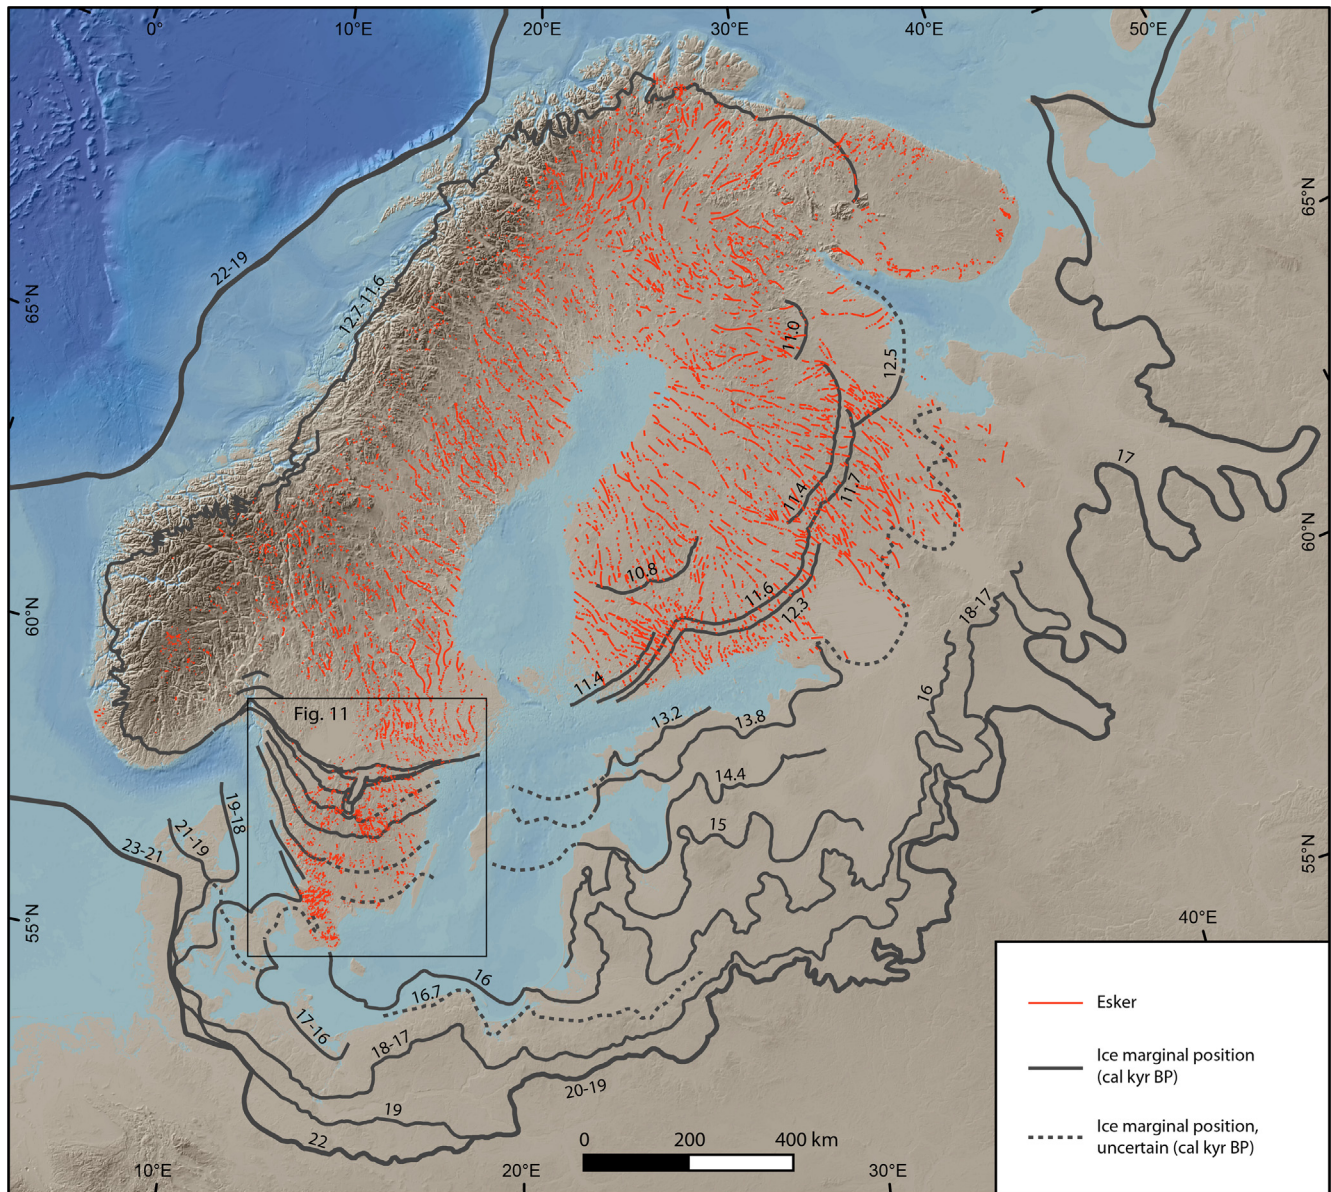 0°
10°E
20°E
30°E
40°E
50°E
65°N
65°N
22-19
12.7-11.6
11.0
12.5
17
11.4
11.7
60°N
10.8
11.6
12.3
18-17
60°N
11.4
16
Fig. 11
13.2
13.8
14.4
19-18
21-19
15
23-21
55°N
55°N
40°E
16
16.7
Esker
17-16
18-17
Ice marginal position
(cal kyr BP)
20-19
19
22
Ice marginal position,
uncertain (cal kyr BP)
0
200
400 km
10°E
20°E
30°E